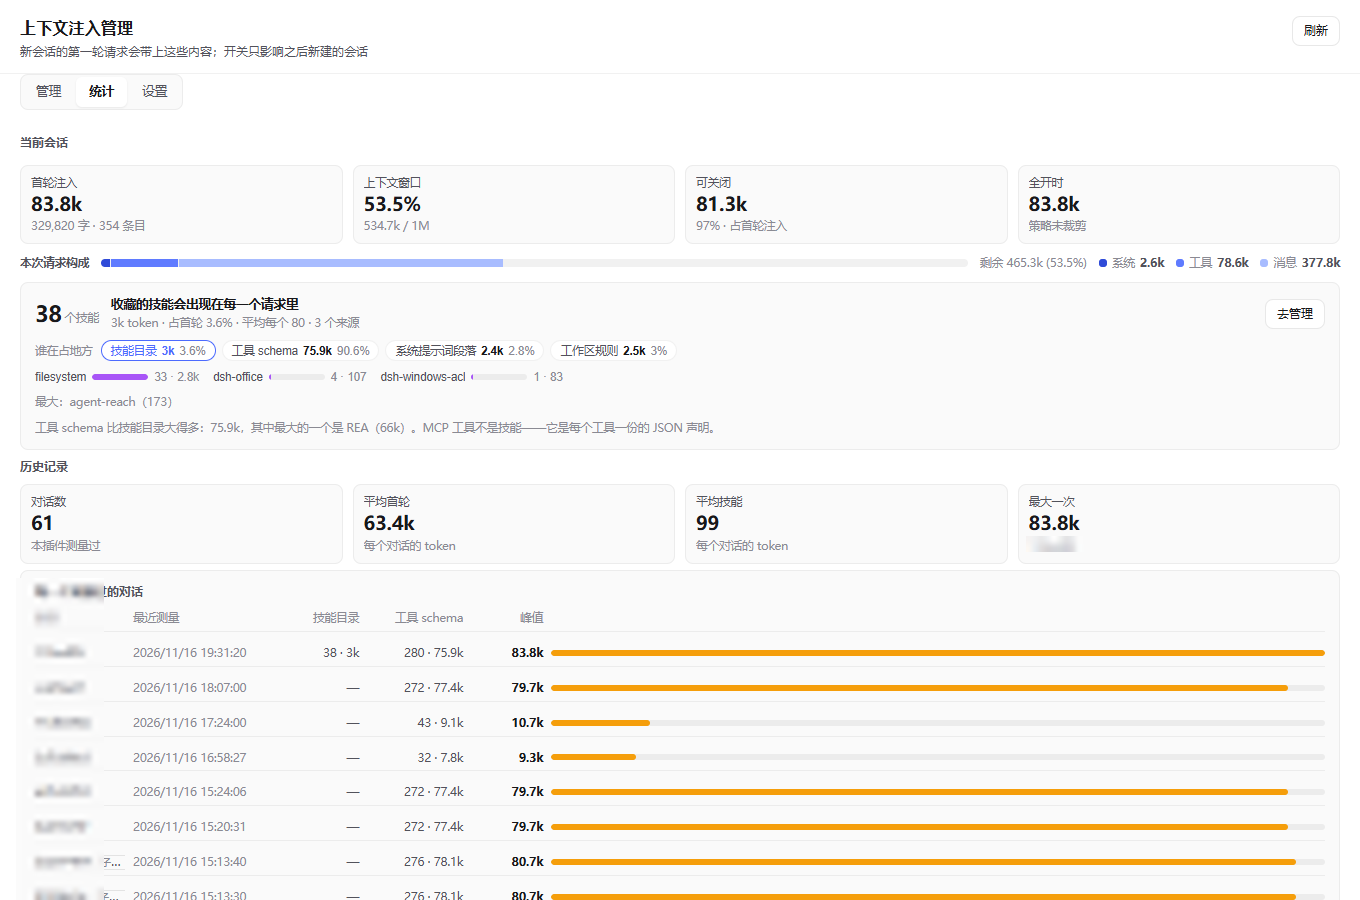 上下文注入管理
新会话的第一轮请求会带上这些内容；开关只影响之后新建的会话
刷新
管理 统计 设置
当前会话
首轮注入
83.8k
329,820 字 · 354 条目
上下文窗口
53.5%
534.7k / 1M
可关闭
81.3k
97% · 占首轮注入
全开时
83.8k
策略未裁剪
本次请求构成 剩余 465.3k (53.5%) 系统 2.6k 工具 78.6k 消息 377.8k
38 个技能
收藏的技能会出现在每一个请求里
3k token · 占首轮 3.6% · 平均每个 80 · 3 个来源
去管理
谁在占地方 技能目录 3k 3.6% 工具 schema 75.9k 90.6% 系统提示词段落 2.4k 2.8% 工作区规则 2.5k 3%
filesystem 33 · 2.8k dsh-office 4 · 107 dsh-windows-acl 1 · 83
最大：agent-reach（173）
工具 schema 比技能目录大得多：75.9k，其中最大的一个是 REA（66k）。MCP 工具不是技能——它是每个工具一份的 JSON 声明。
历史记录
对话数
61
本插件测量过
平均首轮
63.4k
每个对话的 token
平均技能
99
每个对话的 token
最大一次
83.8k
的对话
最近测量 技能目录 工具 schema 峰值
2026/11/16 19:31:20 38 · 3k 280 · 75.9k 83.8k
2026/11/16 18:07:00 — 272 · 77.4k 79.7k
2026/11/16 17:24:00 — 43 · 9.1k 10.7k
2026/11/16 16:58:27 — 32 · 7.8k 9.3k
2026/11/16 15:24:06 — 272 · 77.4k 79.7k
2026/11/16 15:20:31 — 272 · 77.4k 79.7k
字... 2026/11/16 15:13:40 — 276 · 78.1k 80.7k
字... 2026/11/16 15:13:30 — 276 · 78.1k 80.7k